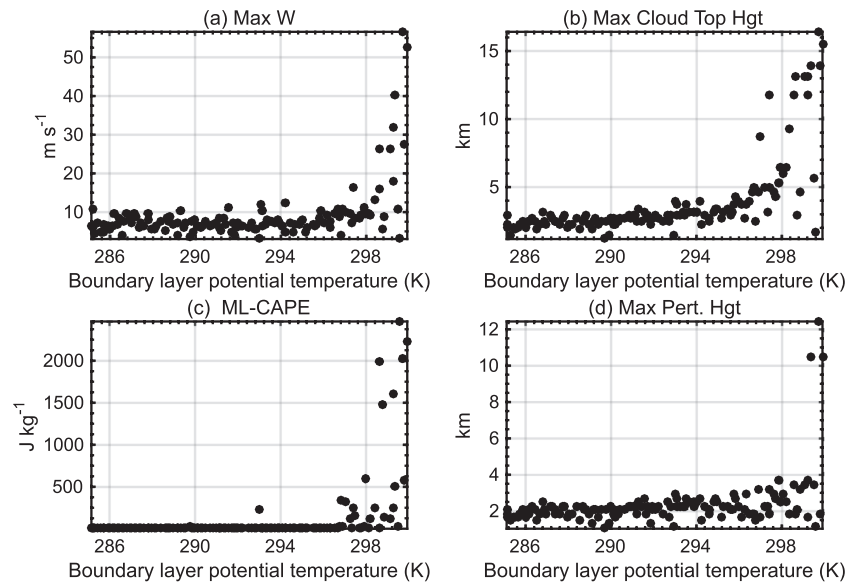 (a) Max W
50
40
30
20
10
m s⁻¹
286 290 294 298
Boundary layer potential temperature (K)
(b) Max Cloud Top Hgt
15
10
5
km
286 290 294 298
Boundary layer potential temperature (K)
(c) ML-CAPE
2000
1500
1000
500
J kg⁻¹
286 290 294 298
Boundary layer potential temperature (K)
(d) Max Pert. Hgt
12
10
8
6
4
2
km
286 290 294 298
Boundary layer potential temperature (K)